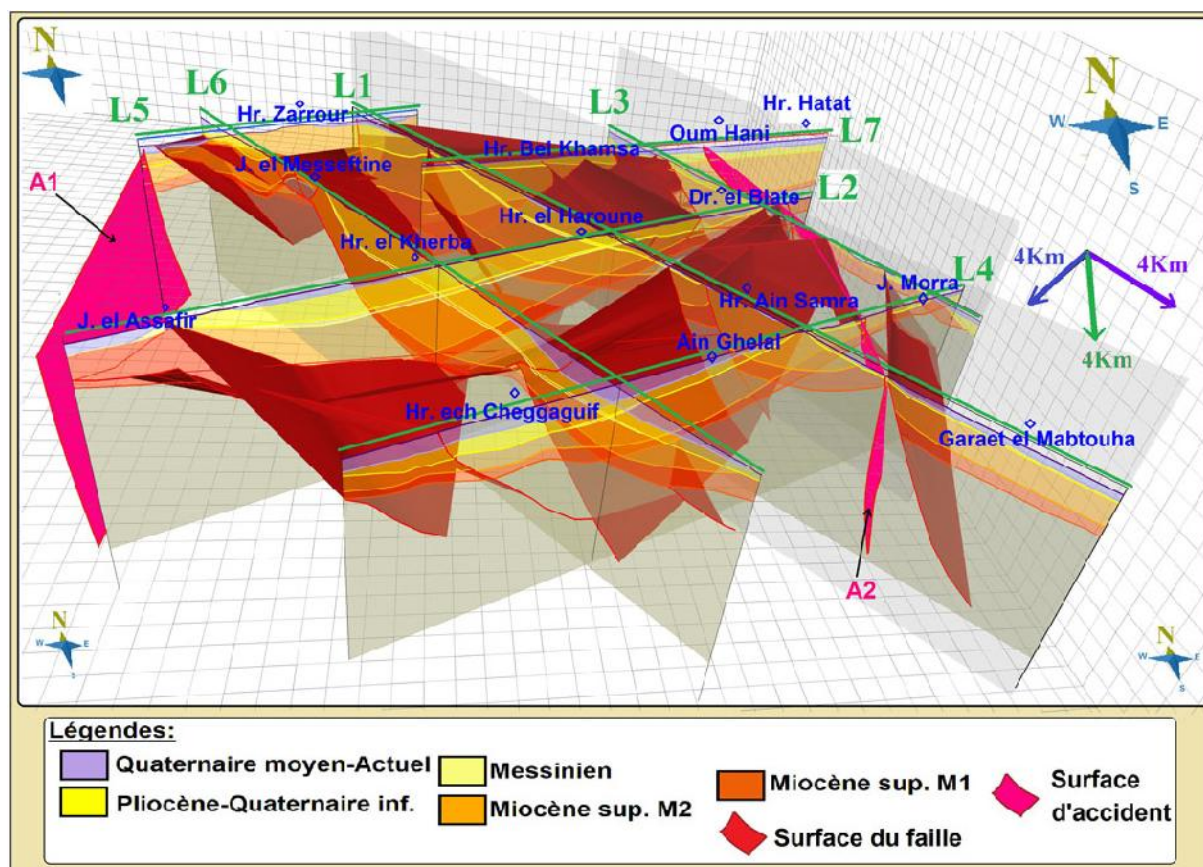 N
N
L5
L6
L1
L3
L7
L2
L4
Hr. Zarrour
Hr. Hatat
Oum Hani
Hr. Bel Khamsa
J. el Messeftine
A1
W
E
S
Dr. el Blate
Hr. el Haroune
Hr. el Kherba
J. Morra
4Km
4Km
4Km
Hr. Ain Samra
J. el Assafir
Ain Ghelal
Hr. ech Cheggaguif
Garaet el Mabtouha
A2
N
W
E
s
N
W
E
S
Légendes:
Quaternaire moyen-Actuel
Pliocène-Quaternaire inf.
Messinien
Miocène sup. M2
Miocène sup. M1
Surface du faille
Surface
d'accident